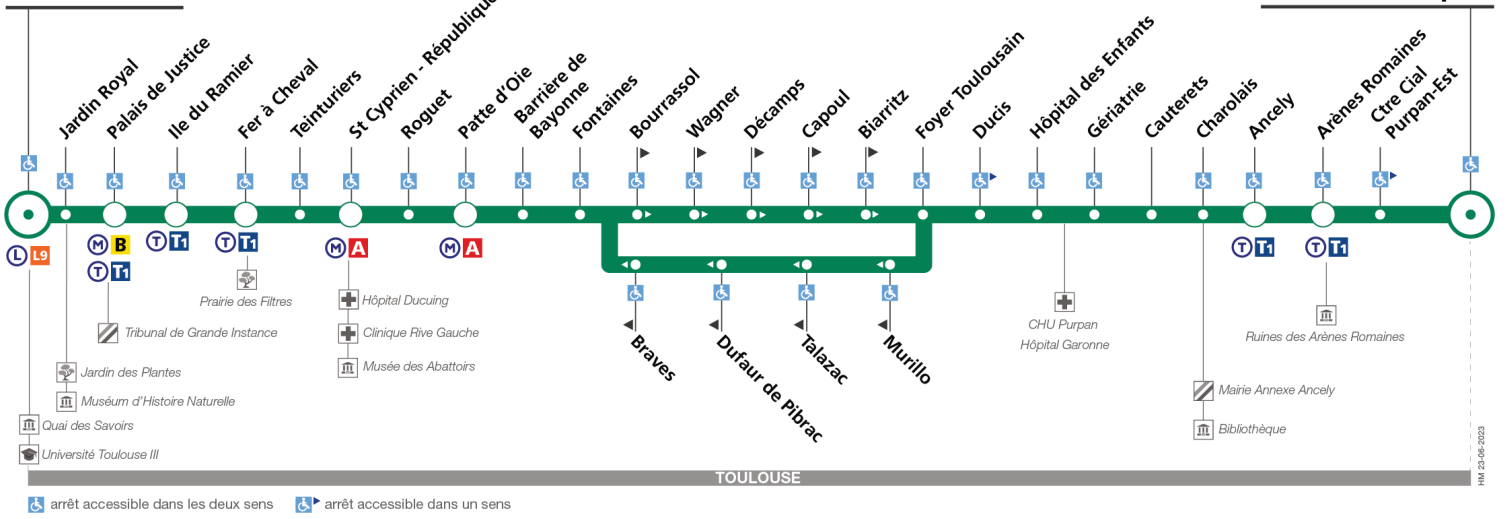 Jardin Royal
Palais de Justice
Ile du Ramier
Fer à Cheval
Teinturiers
St Cyprien - République
Roguet
Patte d'Oie
Barrière de
Bayonne
Fontaines
Bourrassol
Wagner
Décamps
Capoul
Biarritz
Foyer Toulousain
Ducis
Hôpital des Enfants
Gériatrie
Cauterets
Charolais
Ancely
Arènes Romaines
Ctre Cial
Purpan-Est
L L9
M B
T T1
T T1
T T1
M A
M A
T T1
T T1
Prairie des Filtres
Tribunal de Grande Instance
Jardin des Plantes
Muséum d'Histoire Naturelle
Quai des Savoirs
Université Toulouse III
Hôpital Ducuing
Clinique Rive Gauche
Musée des Abattoirs
Braves
Dufaur de Pibrac
Talazac
Murillo
CHU Purpan
Hôpital Garonne
Ruines des Arènes Romaines
Mairie Annexe Ancely
Bibliothèque
HM 23-06-2023
TOULOUSE
arrêt accessible dans les deux sens
arrêt accessible dans un sens